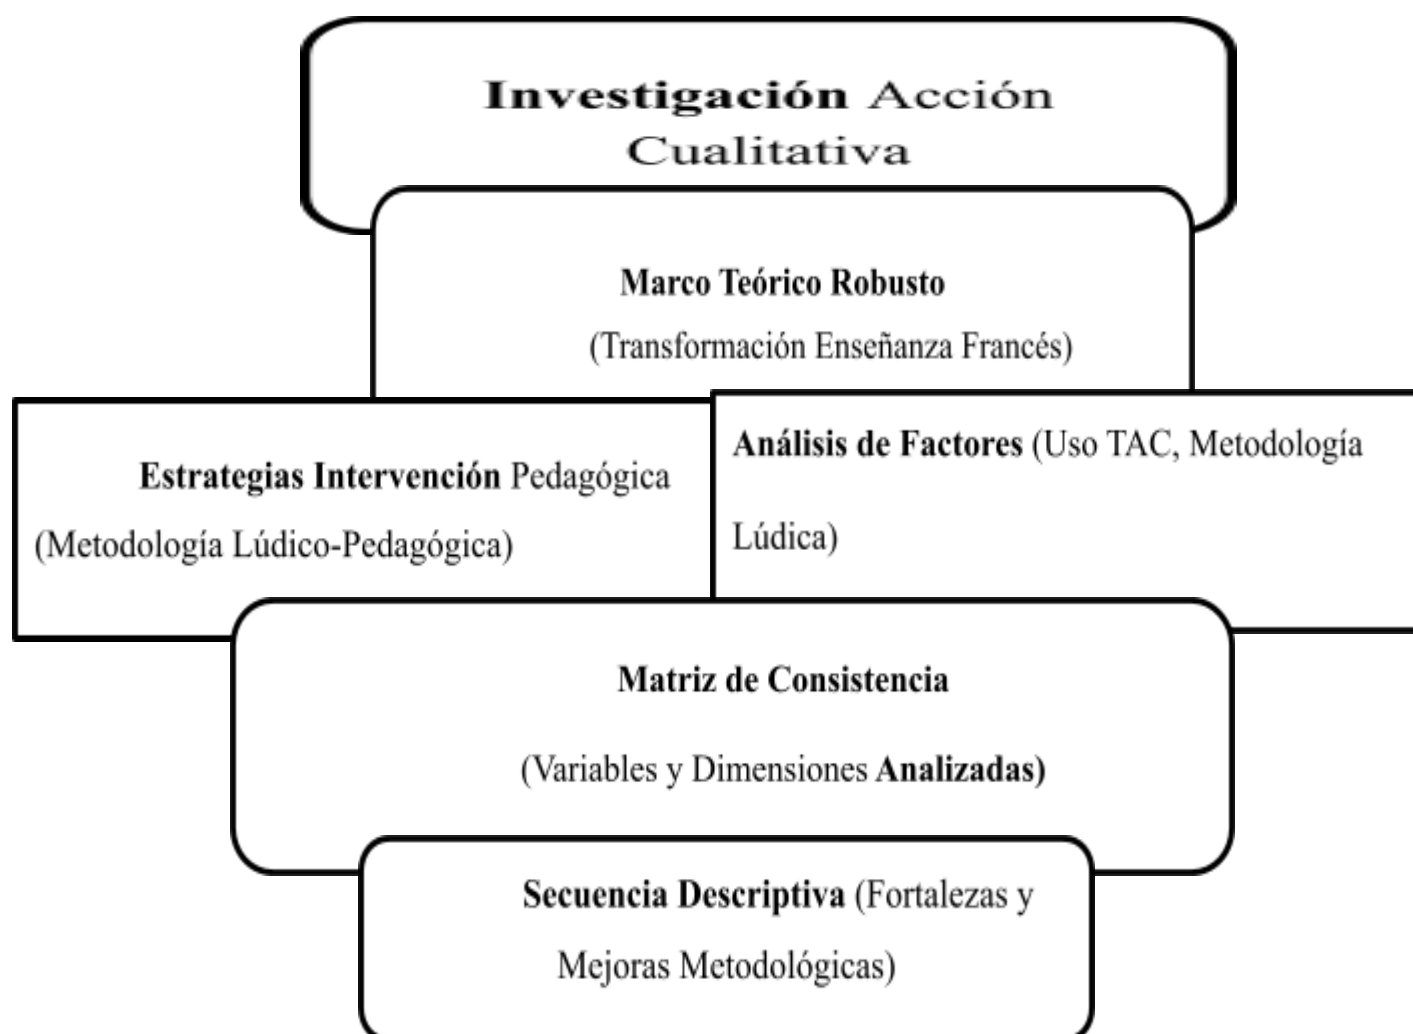 Investigación Acción
Cualitativa
Marco Teórico Robusto
(Transformación Enseñanza Francés)
Estrategias Intervención Pedagógica
(Metodología Lúdico-Pedagógica)
Análisis de Factores (Uso TAC, Metodología
Lúdica)
Matriz de Consistencia
(Variables y Dimensiones Analizadas)
Secuencia Descriptiva (Fortalezas y
Mejoras Metodológicas)